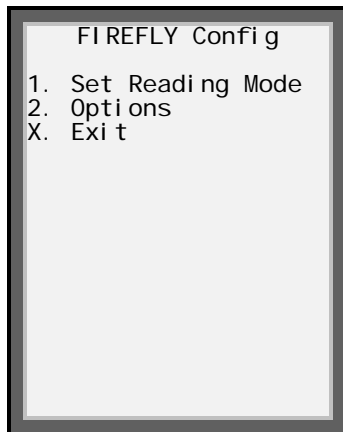 FIREFLY Config
1. Set Reading Mode
2. Options
X. Exit